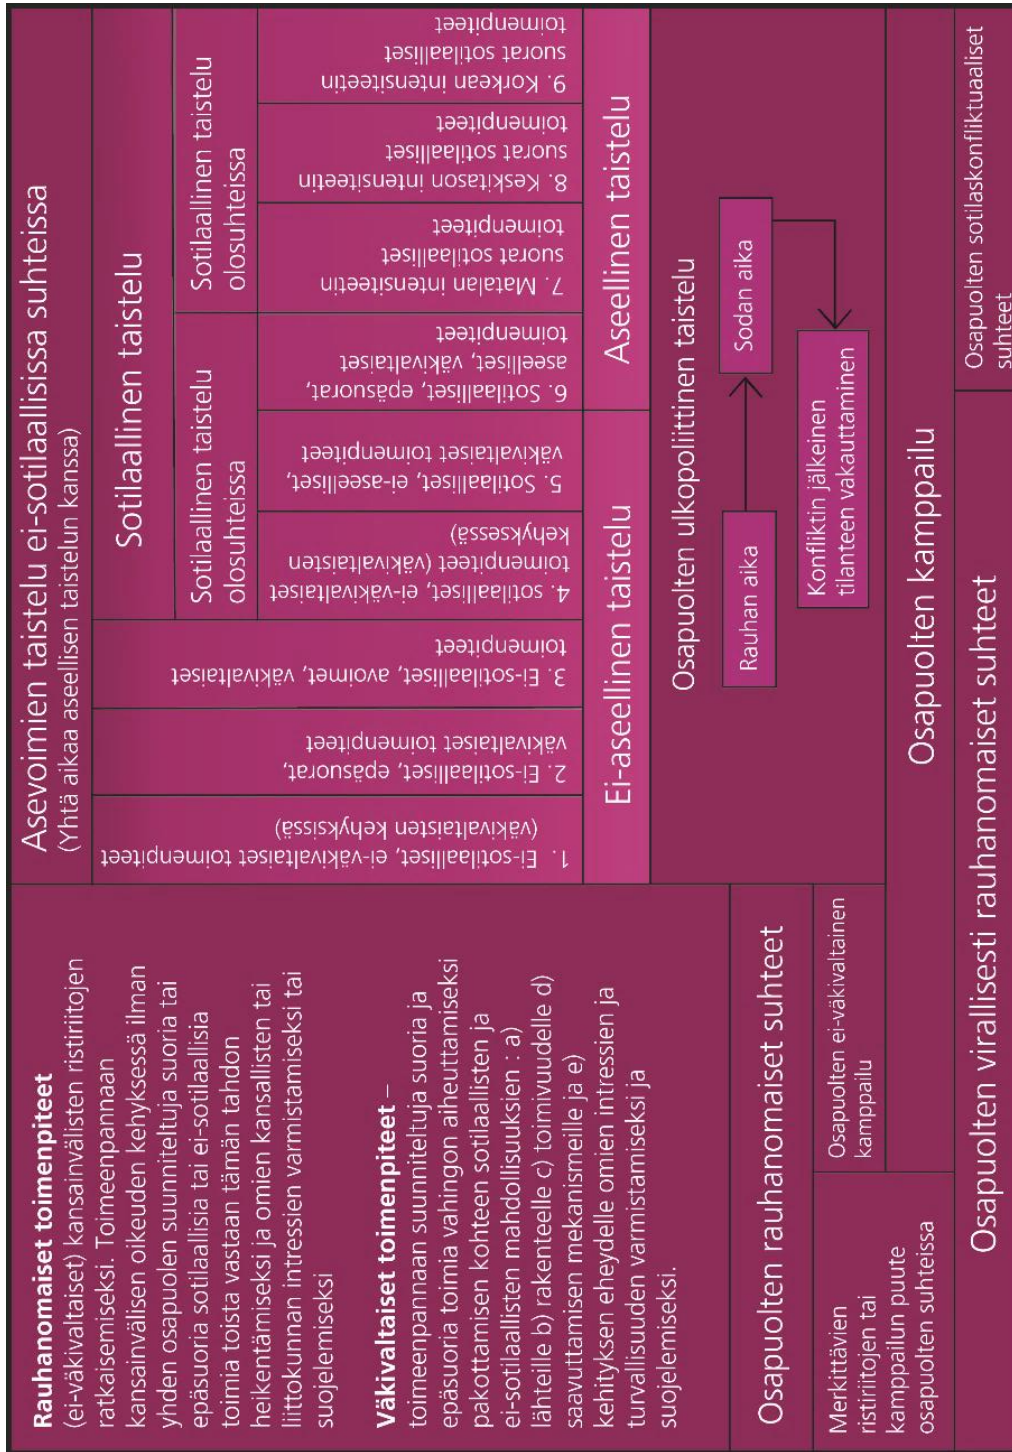 Rauhanomaiset toimenpiteet
(ei-väkivaltaiset) kansainvälisten ristiriitojen
ratkaisemiseksi. Toimeenpannaan
kansainvälisen oikeuden kehyksessä ilman
yhden osapuolen suunniteltuja suoria tai
epäsuoria sotilaallisia tai ei-sotilaallisia
toimia toista vastaan tämän tahdon
heikentämiseksi ja omien kansallisten tai
liittokunnan intressien varmistamiseksi tai
suojelemiseksi
Väkivaltaiset toimenpiteet –
toimeenpannaan suunniteltuja suoria ja
epäsuoria toimia vahingon aiheuttamiseksi
pakottamisen kohteen sotilaallisten ja
ei-sotilaallisten mahdollisuuksien : a)
lähteille b) rakenteelle c) toimivuudelle d)
saavuttamisen mekanismeille ja e)
kehityksen eheydelle omien intressien ja
turvallisuuden varmistamiseksi ja
suojelemiseksi.
Asevoimien taistelu ei-sotilaallisissa suhteissa
(Yhtä aikaa aseellisen taistelun kanssa)
Sotilaallinen taistelu
Sotilaallinen taistelu
olosuhteissa
Sotilaallinen taistelu
olosuhteissa
1. Ei-sotilaalliset, ei-väkivaltaiset toimenpiteet
(väkivaltaisten kehyksissä)
2. Ei-sotilaalliset, epäsuorat,
väkivaltaiset toimenpiteet
3. Ei-sotilaalliset, avoimet, väkivaltaiset
toimenpiteet
4. sotilaalliset, ei-väkivaltaiset
toimenpiteet (väkivaltaisten
kehyksessä)
5. Sotilaalliset, ei-aseelliset,
väkivaltaiset toimenpiteet
6. Sotilaalliset, epäsuorat,
aseelliset, väkivaltaiset
toimenpiteet
7. Matalan intensiteetin
suorat sotilaalliset
toimenpiteet
8. Keskitason intensiteetin
suorat sotilaalliset
toimenpiteet
9. Korkean intensiteetin
suorat sotilaalliset
toimenpiteet
Ei-aseellinen taistelu
Aseellinen taistelu
Osapuolten ulkopoliittinen taistelu
Rauhan aika
Sodan aika
Konfliktin jälkeinen
tilanteen vakauttaminen
Osapuolten rauhanomaiset suhteet
Merkittävien
ristiriitojen tai
kamppailun puute
osapuolten suhteissa
Osapuolten ei-väkivaltainen
kamppailu
Osapuolten kamppailu
Osapuolten virallisesti rauhanomaiset suhteet
Osapuolten sotilaskonfliktuaaliset
suhteet